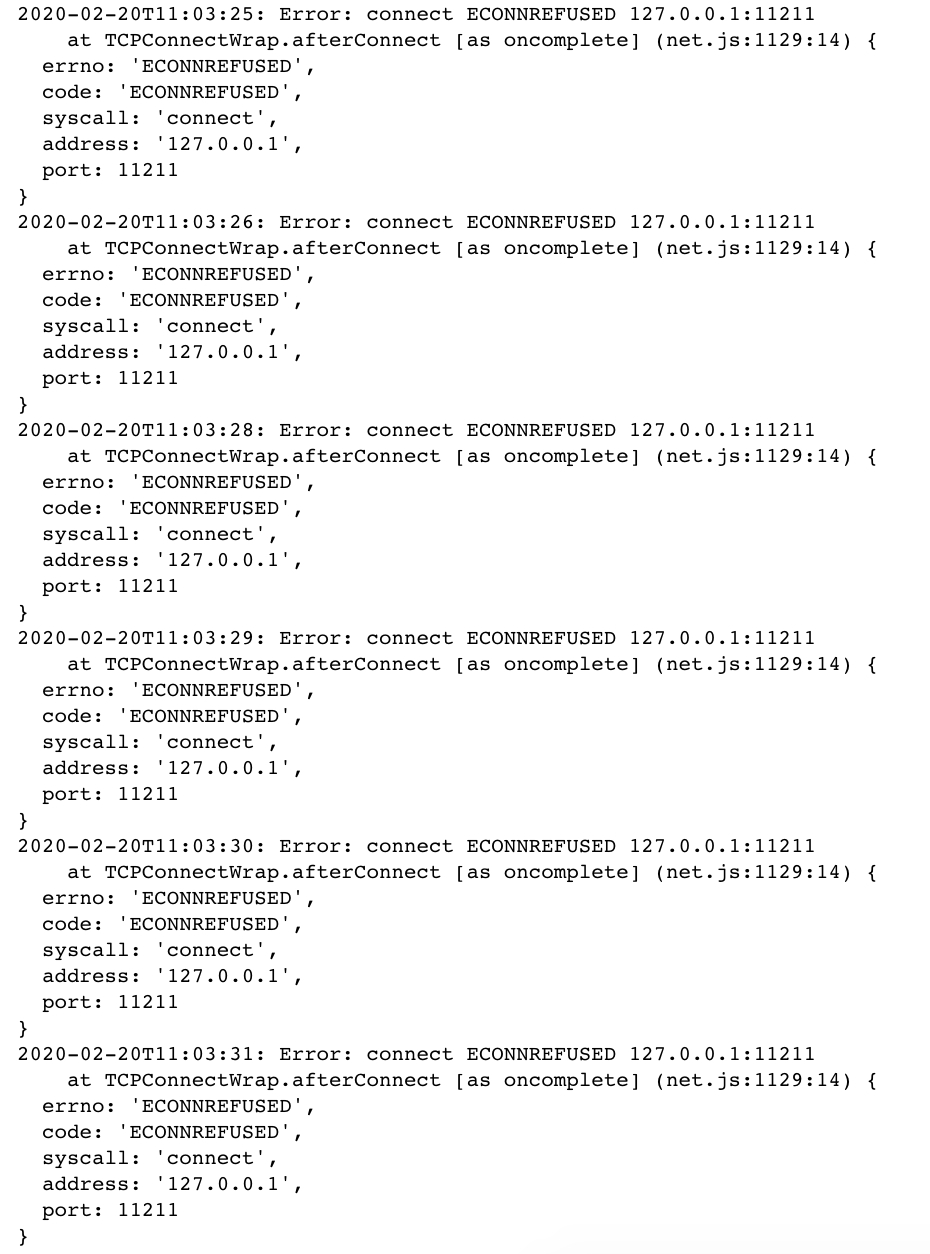 2020-02-20T11:03:25: Error: connect ECONNREFUSED 127.0.0.1:11211
    at TCPConnectWrap.afterConnect [as oncomplete] (net.js:1129:14) {
  errno: 'ECONNREFUSED',
  code: 'ECONNREFUSED',
  syscall: 'connect',
  address: '127.0.0.1',
  port: 11211
}
2020-02-20T11:03:26: Error: connect ECONNREFUSED 127.0.0.1:11211
    at TCPConnectWrap.afterConnect [as oncomplete] (net.js:1129:14) {
  errno: 'ECONNREFUSED',
  code: 'ECONNREFUSED',
  syscall: 'connect',
  address: '127.0.0.1',
  port: 11211
}
2020-02-20T11:03:28: Error: connect ECONNREFUSED 127.0.0.1:11211
    at TCPConnectWrap.afterConnect [as oncomplete] (net.js:1129:14) {
  errno: 'ECONNREFUSED',
  code: 'ECONNREFUSED',
  syscall: 'connect',
  address: '127.0.0.1',
  port: 11211
}
2020-02-20T11:03:29: Error: connect ECONNREFUSED 127.0.0.1:11211
    at TCPConnectWrap.afterConnect [as oncomplete] (net.js:1129:14) {
  errno: 'ECONNREFUSED',
  code: 'ECONNREFUSED',
  syscall: 'connect',
  address: '127.0.0.1',
  port: 11211
}
2020-02-20T11:03:30: Error: connect ECONNREFUSED 127.0.0.1:11211
    at TCPConnectWrap.afterConnect [as oncomplete] (net.js:1129:14) {
  errno: 'ECONNREFUSED',
  code: 'ECONNREFUSED',
  syscall: 'connect',
  address: '127.0.0.1',
  port: 11211
}
2020-02-20T11:03:31: Error: connect ECONNREFUSED 127.0.0.1:11211
    at TCPConnectWrap.afterConnect [as oncomplete] (net.js:1129:14) {
  errno: 'ECONNREFUSED',
  code: 'ECONNREFUSED',
  syscall: 'connect',
  address: '127.0.0.1',
  port: 11211
}